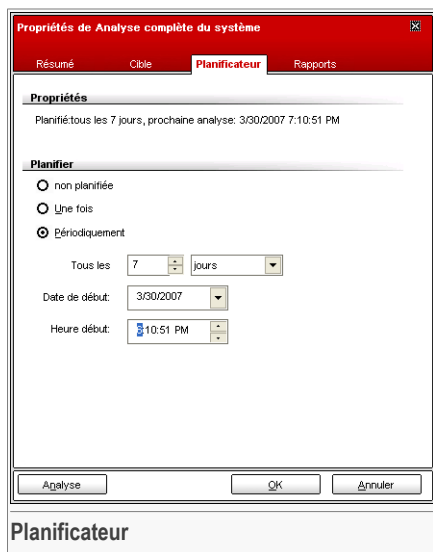 Propriétés de Analyse complète du système
Résumé Cible Planificateur Rapports
Propriétés
Planifié:tous les 7 jours, prochaine analyse: 3/30/2007 7:10:51 PM
Planifier
non planifiée
Une fois
Périodiquement
Tous les 7 jours
Date de début: 3/30/2007
Heure début: :10:51 PM
Analyse OK Annuler
Planificateur